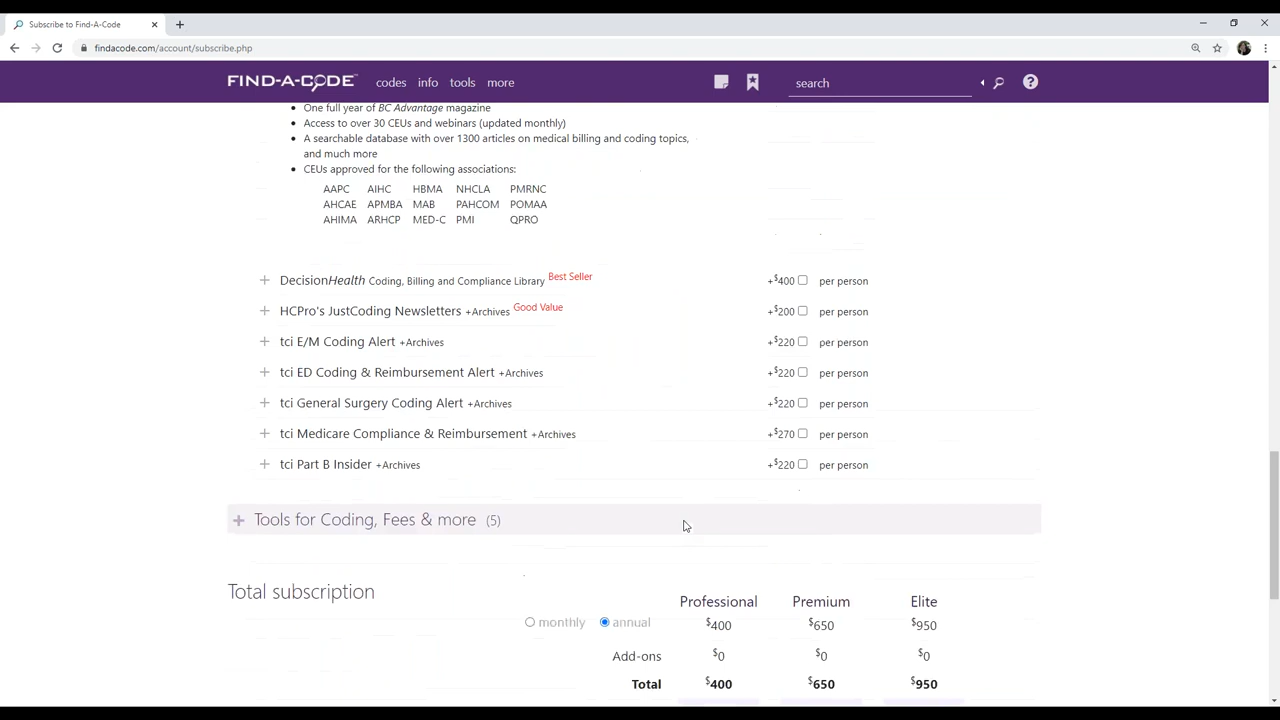 Subscribe to Find-A-Code
findacode.com/account/subscribe.php
FIND-A-CODE codes info tools more search
One full year of BC Advantage magazine
Access to over 30 CEUs and webinars (updated monthly)
A searchable database with over 1300 articles on medical billing and coding topics,
and much more
CEUs approved for the following associations:
AAPC AIHC HBMA NHCLA PMRNC
AHCAE APMBA MAB PAHCOM POMAA
AHIMA ARHCP MED-C PMI QPRO
DecisionHealth Coding, Billing and Compliance Library Best Seller +$400 per person
HCPro's JustCoding Newsletters +Archives Good Value +$200 per person
tci E/M Coding Alert +Archives +$220 per person
tci ED Coding & Reimbursement Alert +Archives +$220 per person
tci General Surgery Coding Alert +Archives +$220 per person
tci Medicare Compliance & Reimbursement +Archives +$270 per person
tci Part B Insider +Archives +$220 per person
Tools for Coding, Fees & more (5)
Total subscription
Professional Premium Elite
monthly annual $400 $650 $950
Add-ons $0 $0 $0
Total $400 $650 $950